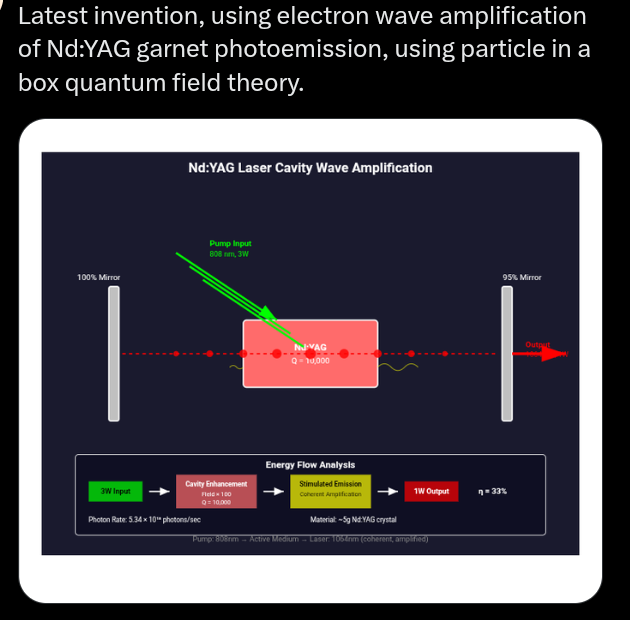 Latest invention, using electron wave amplification
of Nd:YAG garnet photoemission, using particle in a
box quantum field theory.
Nd:YAG Laser Cavity Wave Amplification
Pump Input
808 nm, 3W
100% Mirror
95% Mirror
Nd:YAG
Q ~ 10,000
Output
Energy Flow Analysis
3W Input
Cavity Enhancement
Field × 100
Q = 10,000
Stimulated Emission
Coherent Amplification
1W Output
η = 33%
Photon Rate: 5.34 × 10¹⁸ photons/sec
Material: ~5g Nd:YAG crystal
Pump: 808nm → Active Medium → Laser: 1064nm (coherent, amplified)